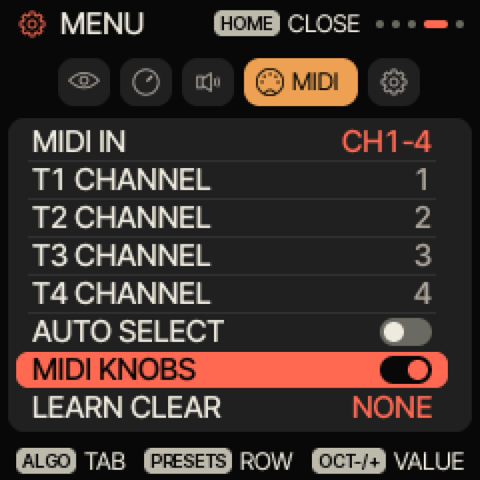 MENU HOME CLOSE
MIDI
MIDI IN CH1-4
T1 CHANNEL 1
T2 CHANNEL 2
T3 CHANNEL 3
T4 CHANNEL 4
AUTO SELECT
MIDI KNOBS
LEARN CLEAR NONE
ALGO TAB PRESETS ROW OCT-/+ VALUE